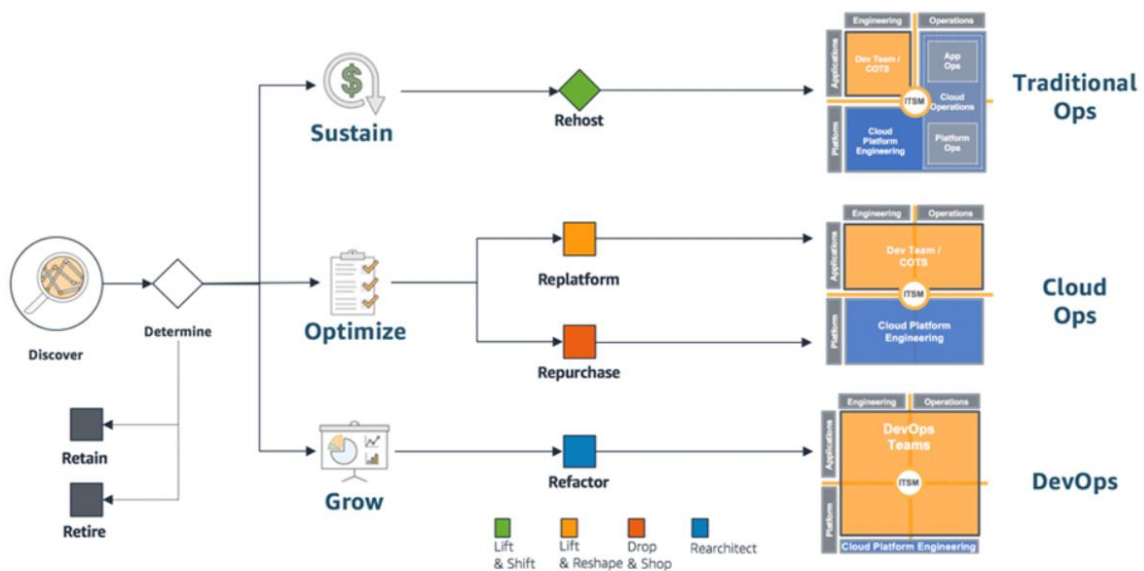 Engineering
Operations
Applications
Platform
Dev Team /
COTS
App
Ops
ITSM
Cloud
Operations
Cloud
Platform
Engineering
Platform
Ops
Traditional
Ops
Sustain
Rehost
Discover
Determine
Retain
Retire
Optimize
Replatform
Repurchase
Engineering
Operations
Applications
Platform
Dev Team /
COTS
ITSM
Cloud Platform
Engineering
Cloud
Ops
Grow
Refactor
Engineering
Operations
Applications
Platform
DevOps
Teams
ITSM
Cloud Platform Engineering
DevOps
Lift
& Shift
Lift
& Reshape
Drop
& Shop
Rearchitect